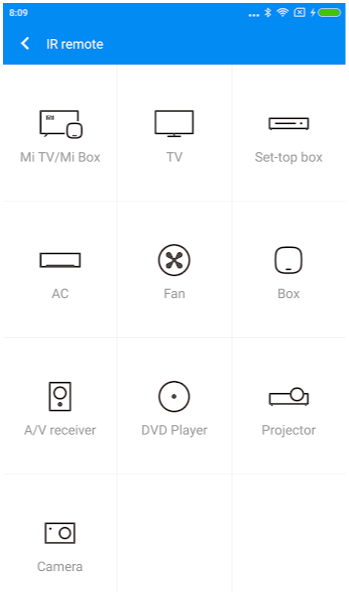 8:09
IR remote
Mi TV/Mi Box
TV
Set-top box
AC
Fan
Box
A/V receiver
DVD Player
Projector
Camera